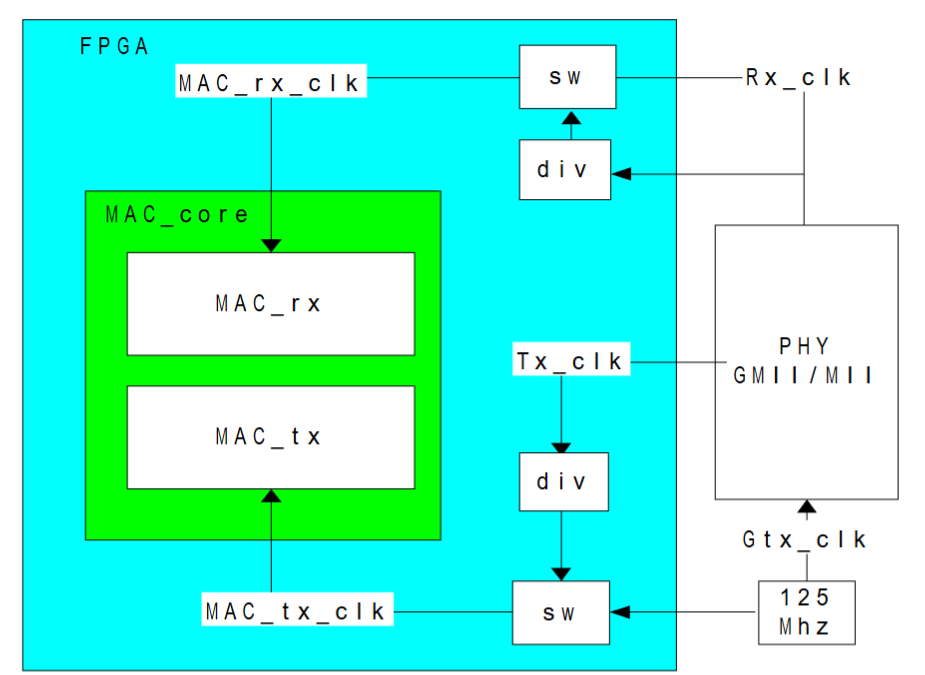 FPGA
MAC_rx_clk
sw
Rx_clk
div
MAC_core
MAC_rx
Tx_clk
PHY
GMII/MII
MAC_tx
div
Gtx_clk
MAC_tx_clk
sw
125
Mhz